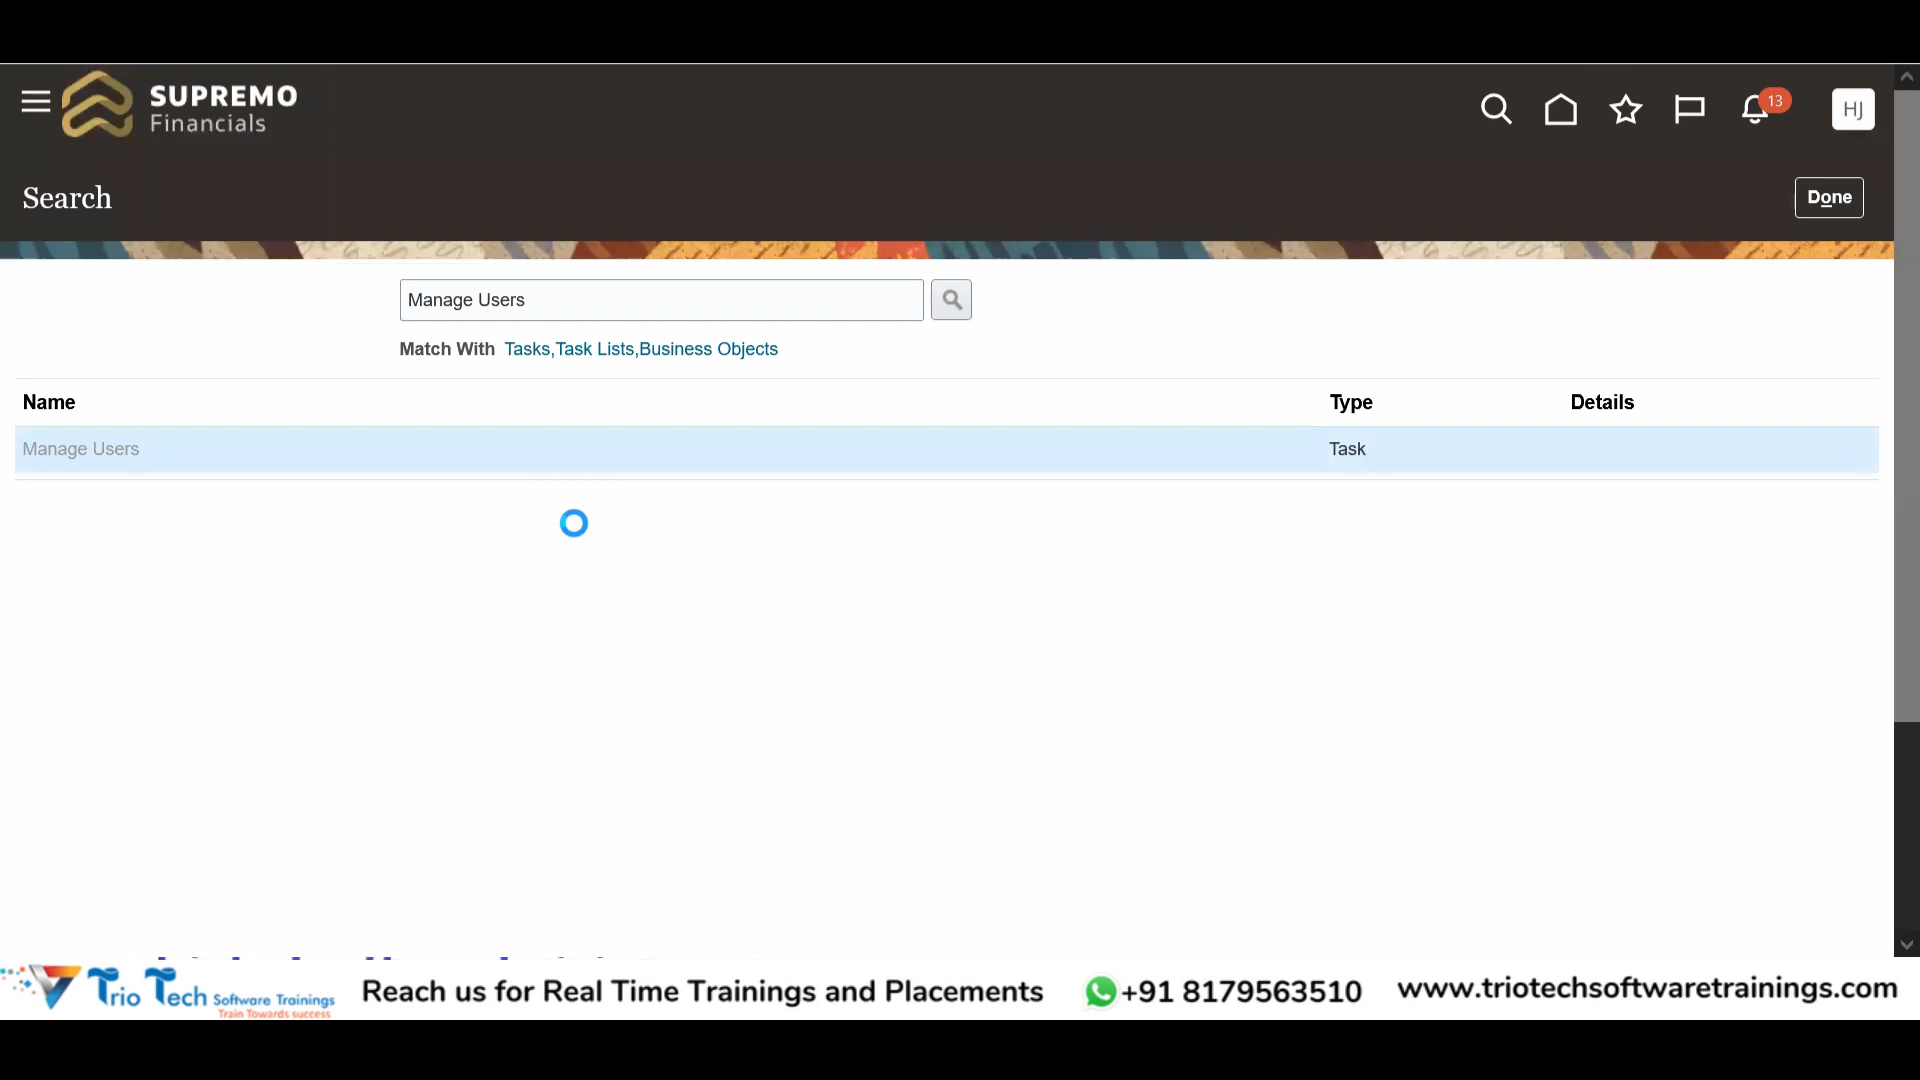 SUPREMO
Financials
13
HJ
Search
Done
Manage Users
Match With Tasks,Task Lists,Business Objects
Name Type Details
Manage Users Task
Trio Tech Software Trainings
Train Towards success
Reach us for Real Time Trainings and Placements
+91 8179563510
www.triotechsoftwaretrainings.com